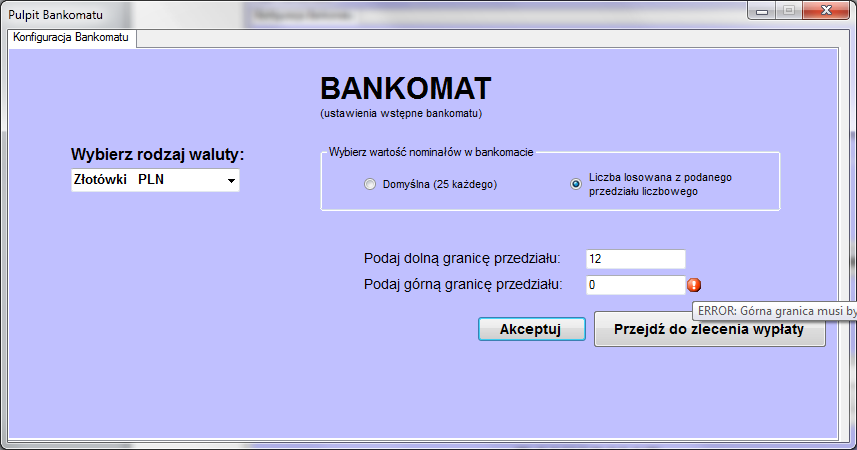 Pulpit Bankomatu
Konfiguracja Bankomatu
BANKOMAT
(ustawienia wstępne bankomatu)
Wybierz rodzaj waluty:
Złotówki PLN
Wybierz wartość nominałów w bankomacie
Domyślna (25 każdego)
Liczba losowana z podanego
przedziału liczbowego
Podaj dolną granicę przedziału:
12
Podaj górną granicę przedziału:
0
ERROR: Górna granica musi by
Akceptuj
Przejdź do zlecenia wypłaty